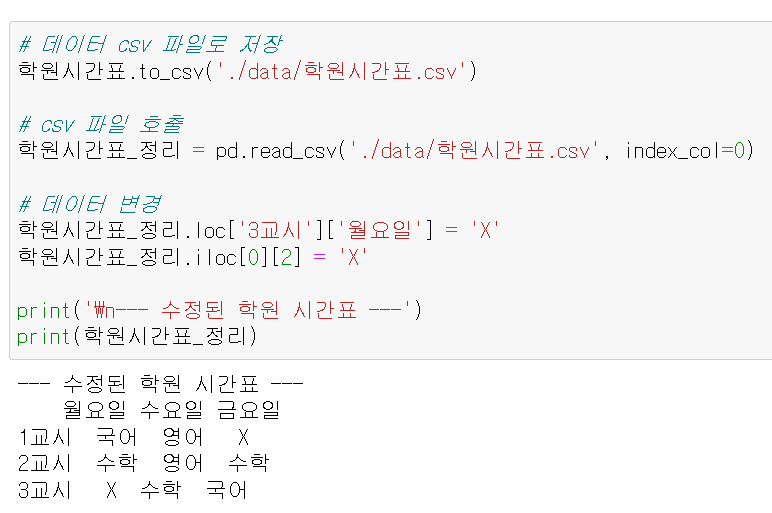 # 데이터 csv 파일로 저장
학원시간표.to_csv('./data/학원시간표.csv')
# csv 파일 호출
학원시간표_정리 = pd.read_csv('./data/학원시간표.csv', index_col=0)
# 데이터 변경
학원시간표_정리.loc['3교시']['월요일'] = 'X'
학원시간표_정리.iloc[0][2] = 'X'
print('₩n--- 수정된 학원 시간표 ---')
print(학원시간표_정리)
--- 수정된 학원 시간표 ---
월요일 수요일 금요일
1교시 국어 영어 X
2교시 수학 영어 수학
3교시 X 수학 국어